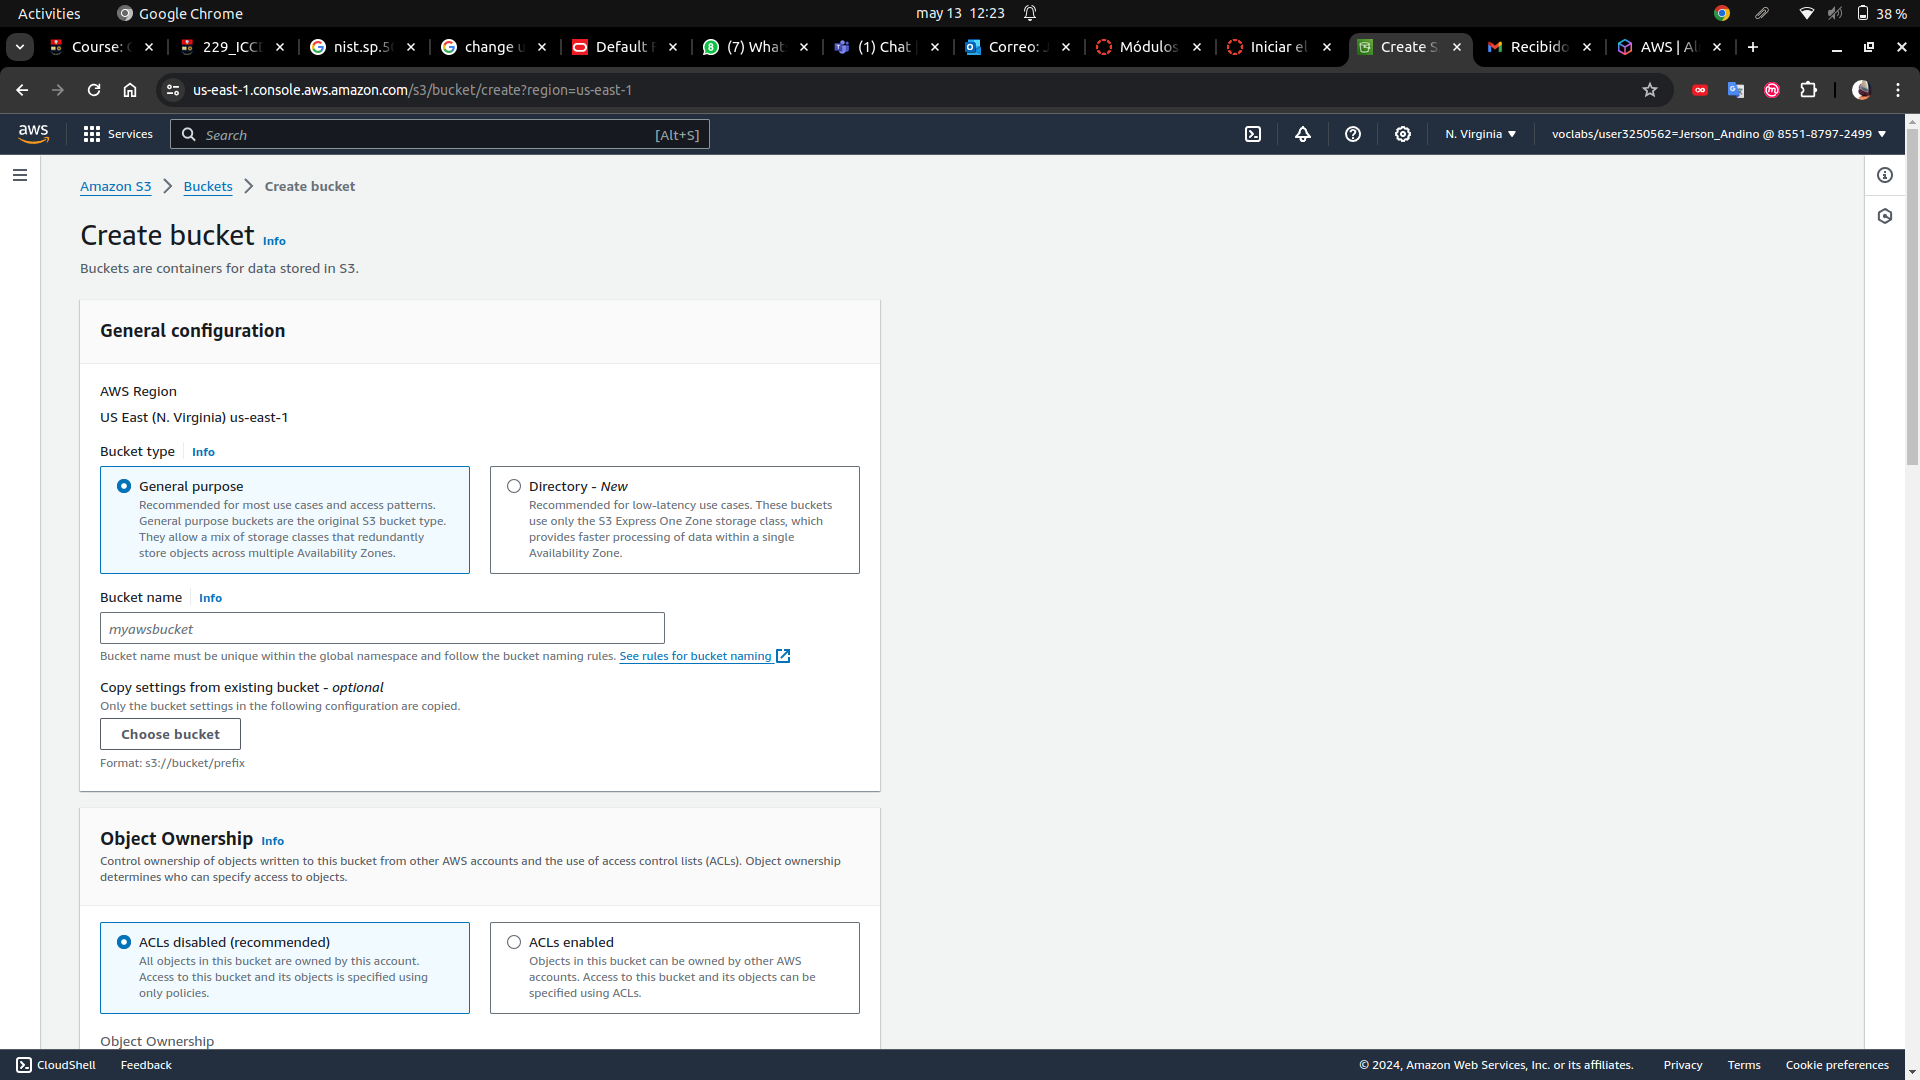 Activities
Google Chrome
may 13 12:23
38 %
Course:
229_ICC
nist.sp.5
change u
Default
(7) What
(1) Chat
Correo:
Módulos
Iniciar el
Create S
Recibido
AWS | Al
us-east-1.console.aws.amazon.com/s3/bucket/create?region=us-east-1
aws
Services
Search
[Alt+S]
N. Virginia
voclabs/user3250562=Jerson_Andino @ 8551-8797-2499
Amazon S3
Buckets
Create bucket
Create bucket Info
Buckets are containers for data stored in S3.
General configuration
AWS Region
US East (N. Virginia) us-east-1
Bucket type Info
General purpose
Recommended for most use cases and access patterns.
General purpose buckets are the original S3 bucket type.
They allow a mix of storage classes that redundantly
store objects across multiple Availability Zones.
Directory - New
Recommended for low-latency use cases. These buckets
use only the S3 Express One Zone storage class, which
provides faster processing of data within a single
Availability Zone.
Bucket name Info
myawsbucket
Bucket name must be unique within the global namespace and follow the bucket naming rules. See rules for bucket naming
Copy settings from existing bucket - optional
Only the bucket settings in the following configuration are copied.
Choose bucket
Format: s3://bucket/prefix
Object Ownership Info
Control ownership of objects written to this bucket from other AWS accounts and the use of access control lists (ACLs). Object ownership
determines who can specify access to objects.
ACLs disabled (recommended)
All objects in this bucket are owned by this account.
Access to this bucket and its objects is specified using
only policies.
ACLs enabled
Objects in this bucket can be owned by other AWS
accounts. Access to this bucket and its objects can be
specified using ACLs.
Object Ownership
CloudShell
Feedback
© 2024, Amazon Web Services, Inc. or its affiliates.
Privacy
Terms
Cookie preferences